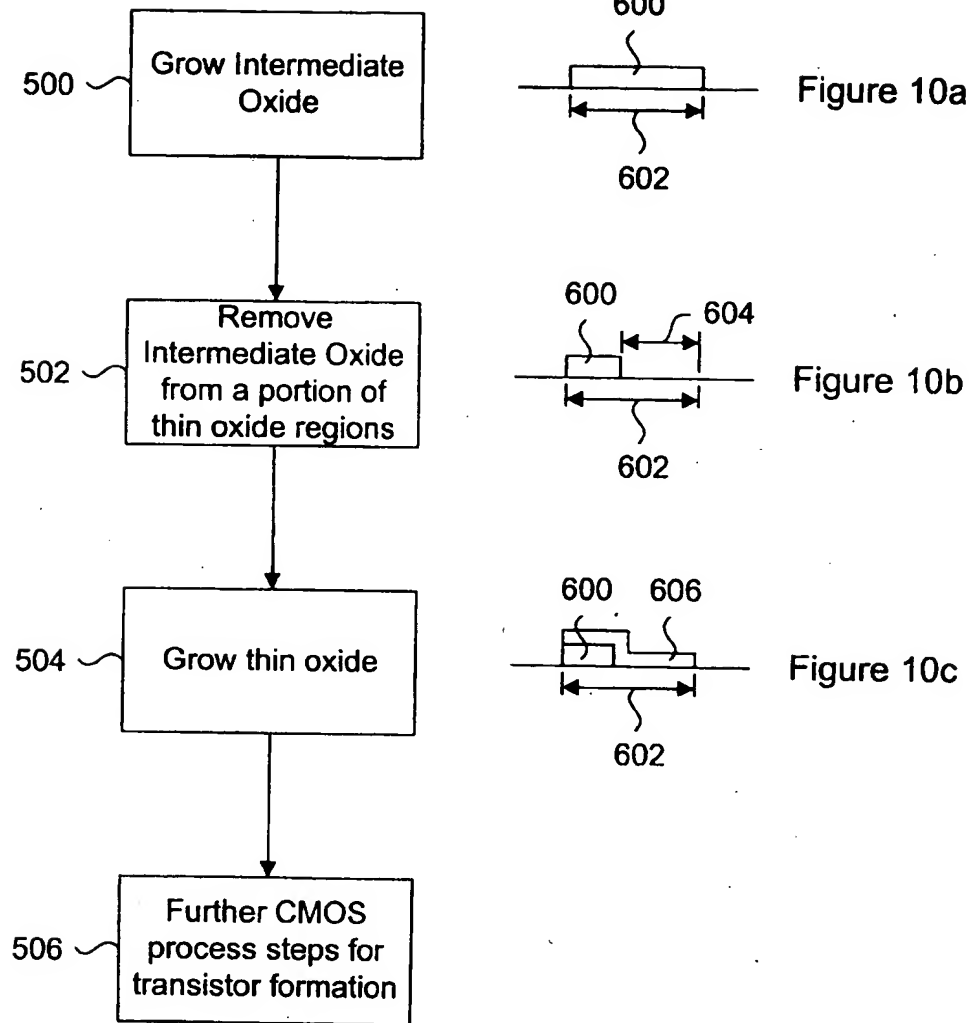 600
500
Grow Intermediate
Oxide
Figure 10a
602
502
Remove
Intermediate Oxide
from a portion of
thin oxide regions
600
604
Figure 10b
602
504
Grow thin oxide
600
606
Figure 10c
602
506
Further CMOS
process steps for
transistor formation